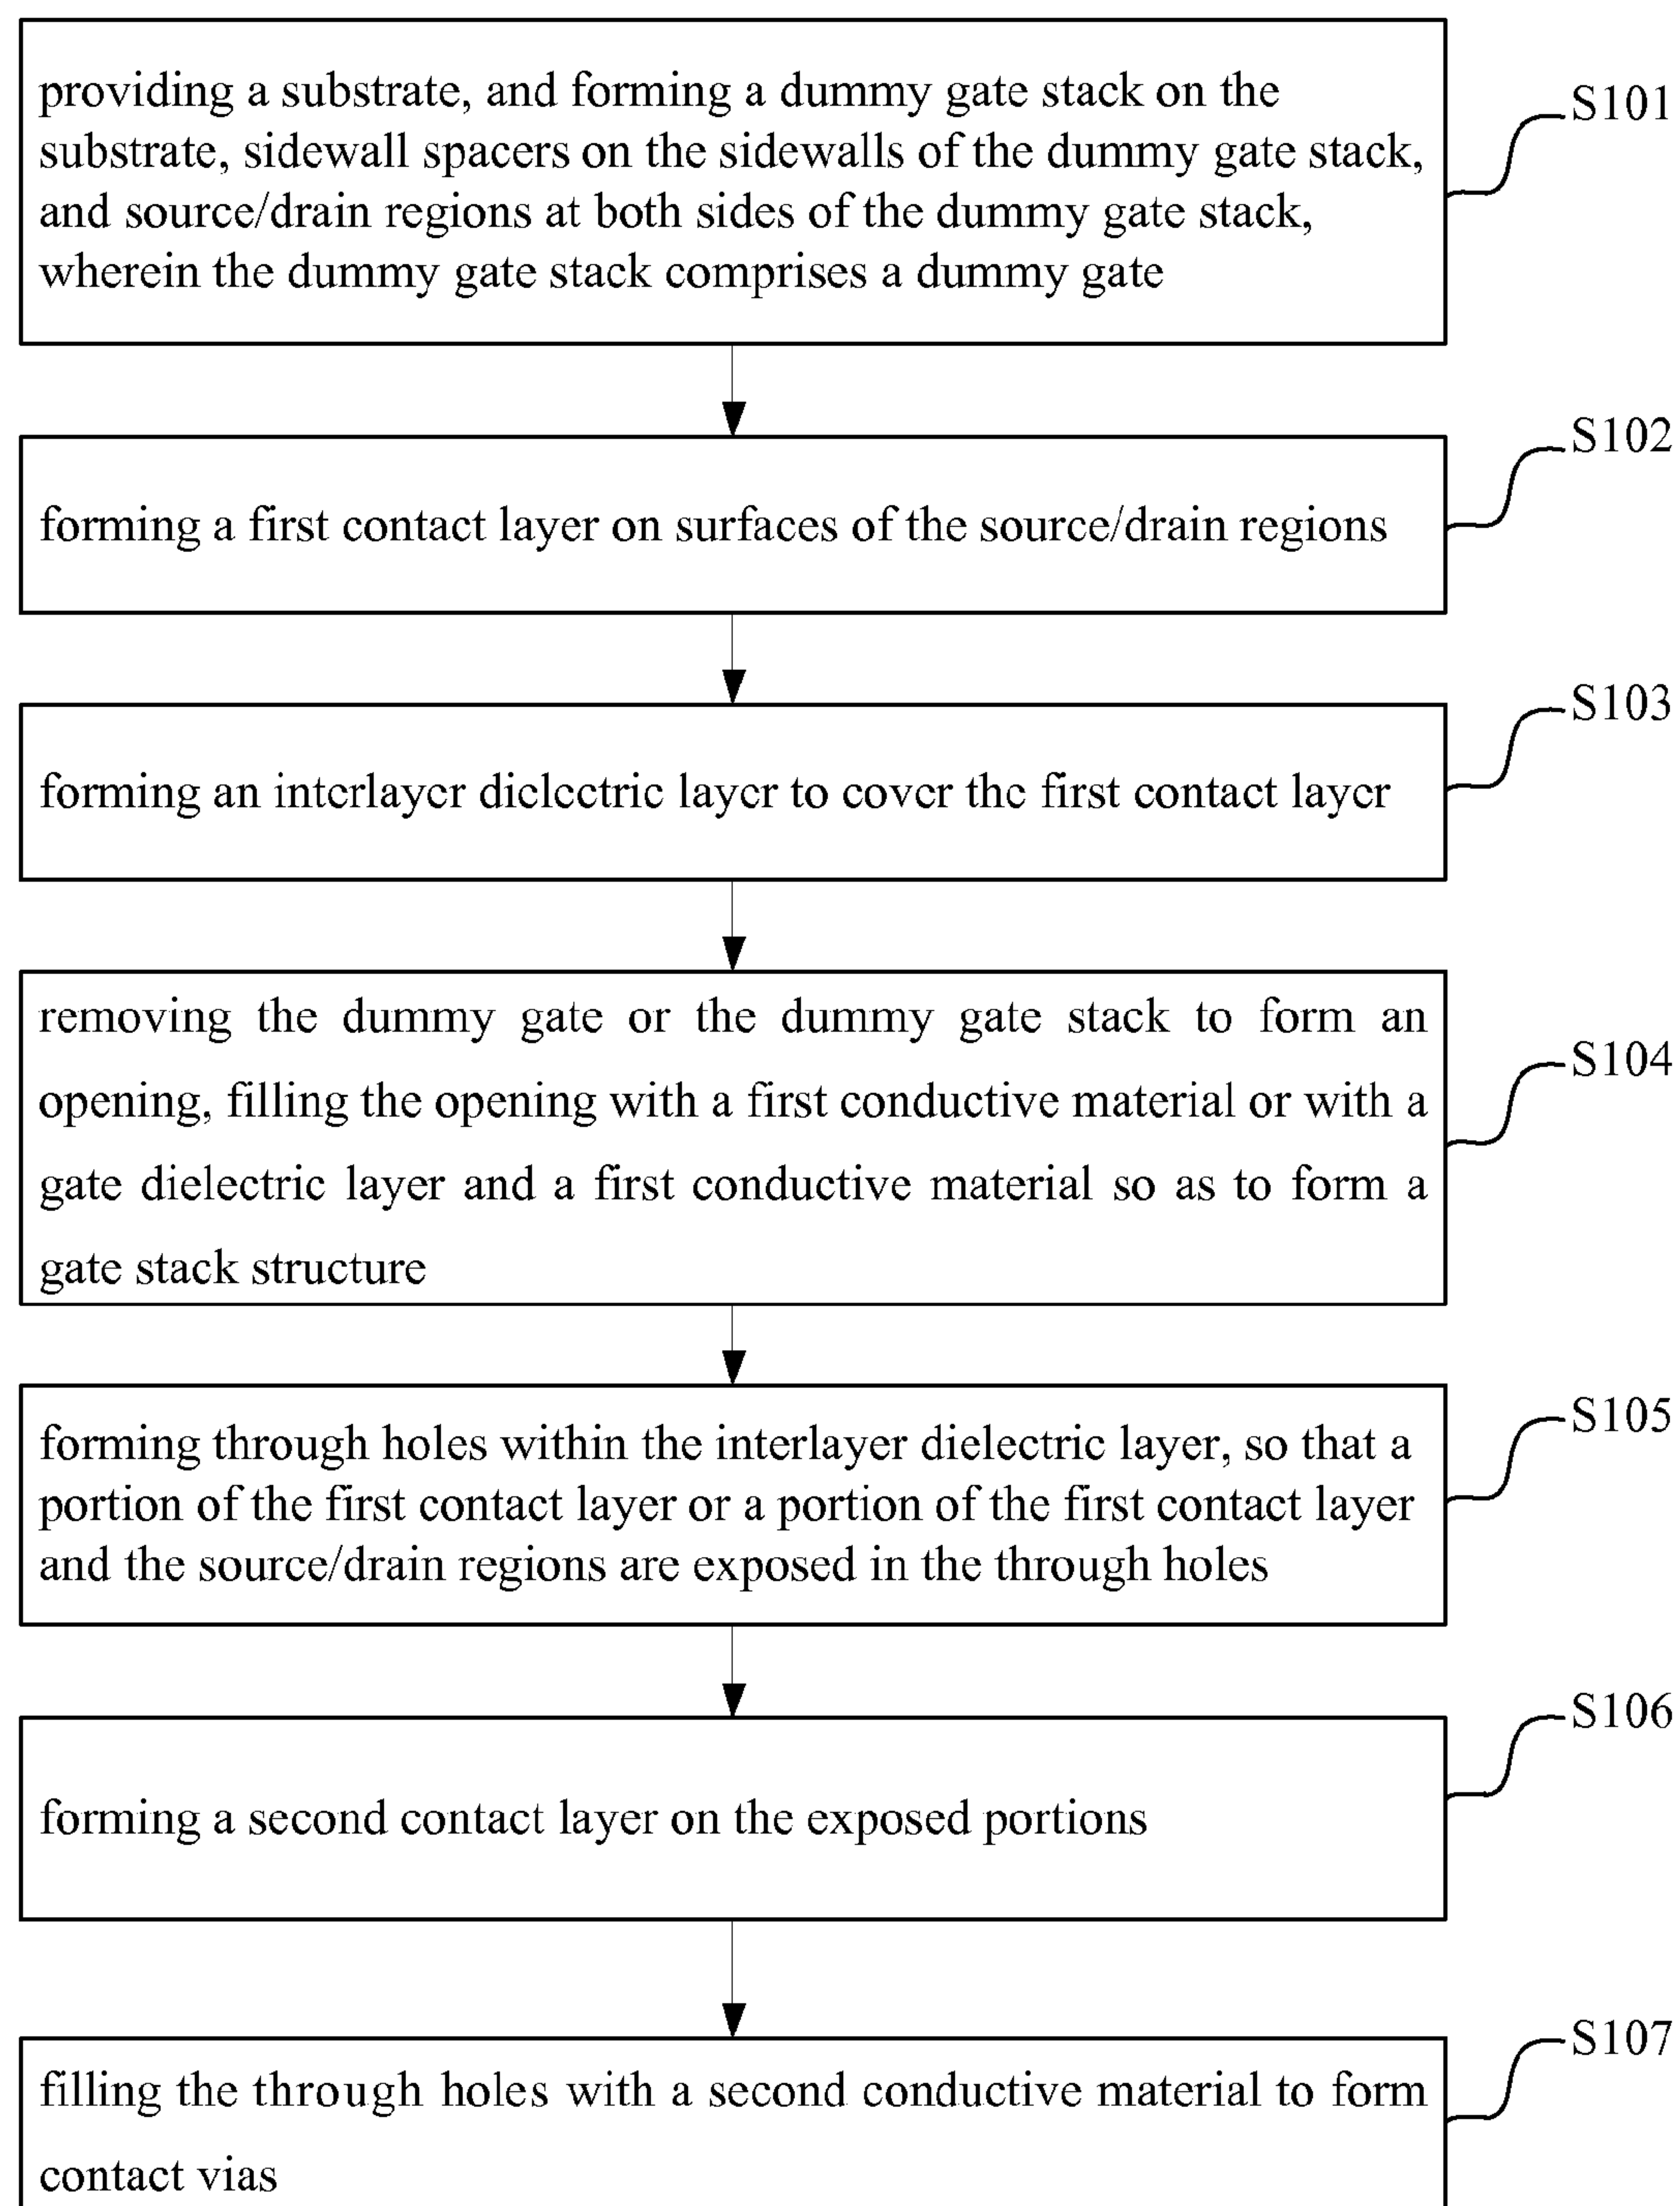 providing a substrate, and forming a dummy gate stack on the
substrate, sidewall spacers on the sidewalls of the dummy gate stack,
and source/drain regions at both sides of the dummy gate stack,
wherein the dummy gate stack comprises a dummy gate
S101
forming a first contact layer on surfaces of the source/drain regions
S102
forming an interlayer dielectric layer to cover the first contact layer
S103
removing the dummy gate or the dummy gate stack to form an
opening, filling the opening with a first conductive material or with a
gate dielectric layer and a first conductive material so as to form a
gate stack structure
S104
forming through holes within the interlayer dielectric layer, so that a
portion of the first contact layer or a portion of the first contact layer
and the source/drain regions are exposed in the through holes
S105
forming a second contact layer on the exposed portions
S106
filling the through holes with a second conductive material to form
contact vias
S107